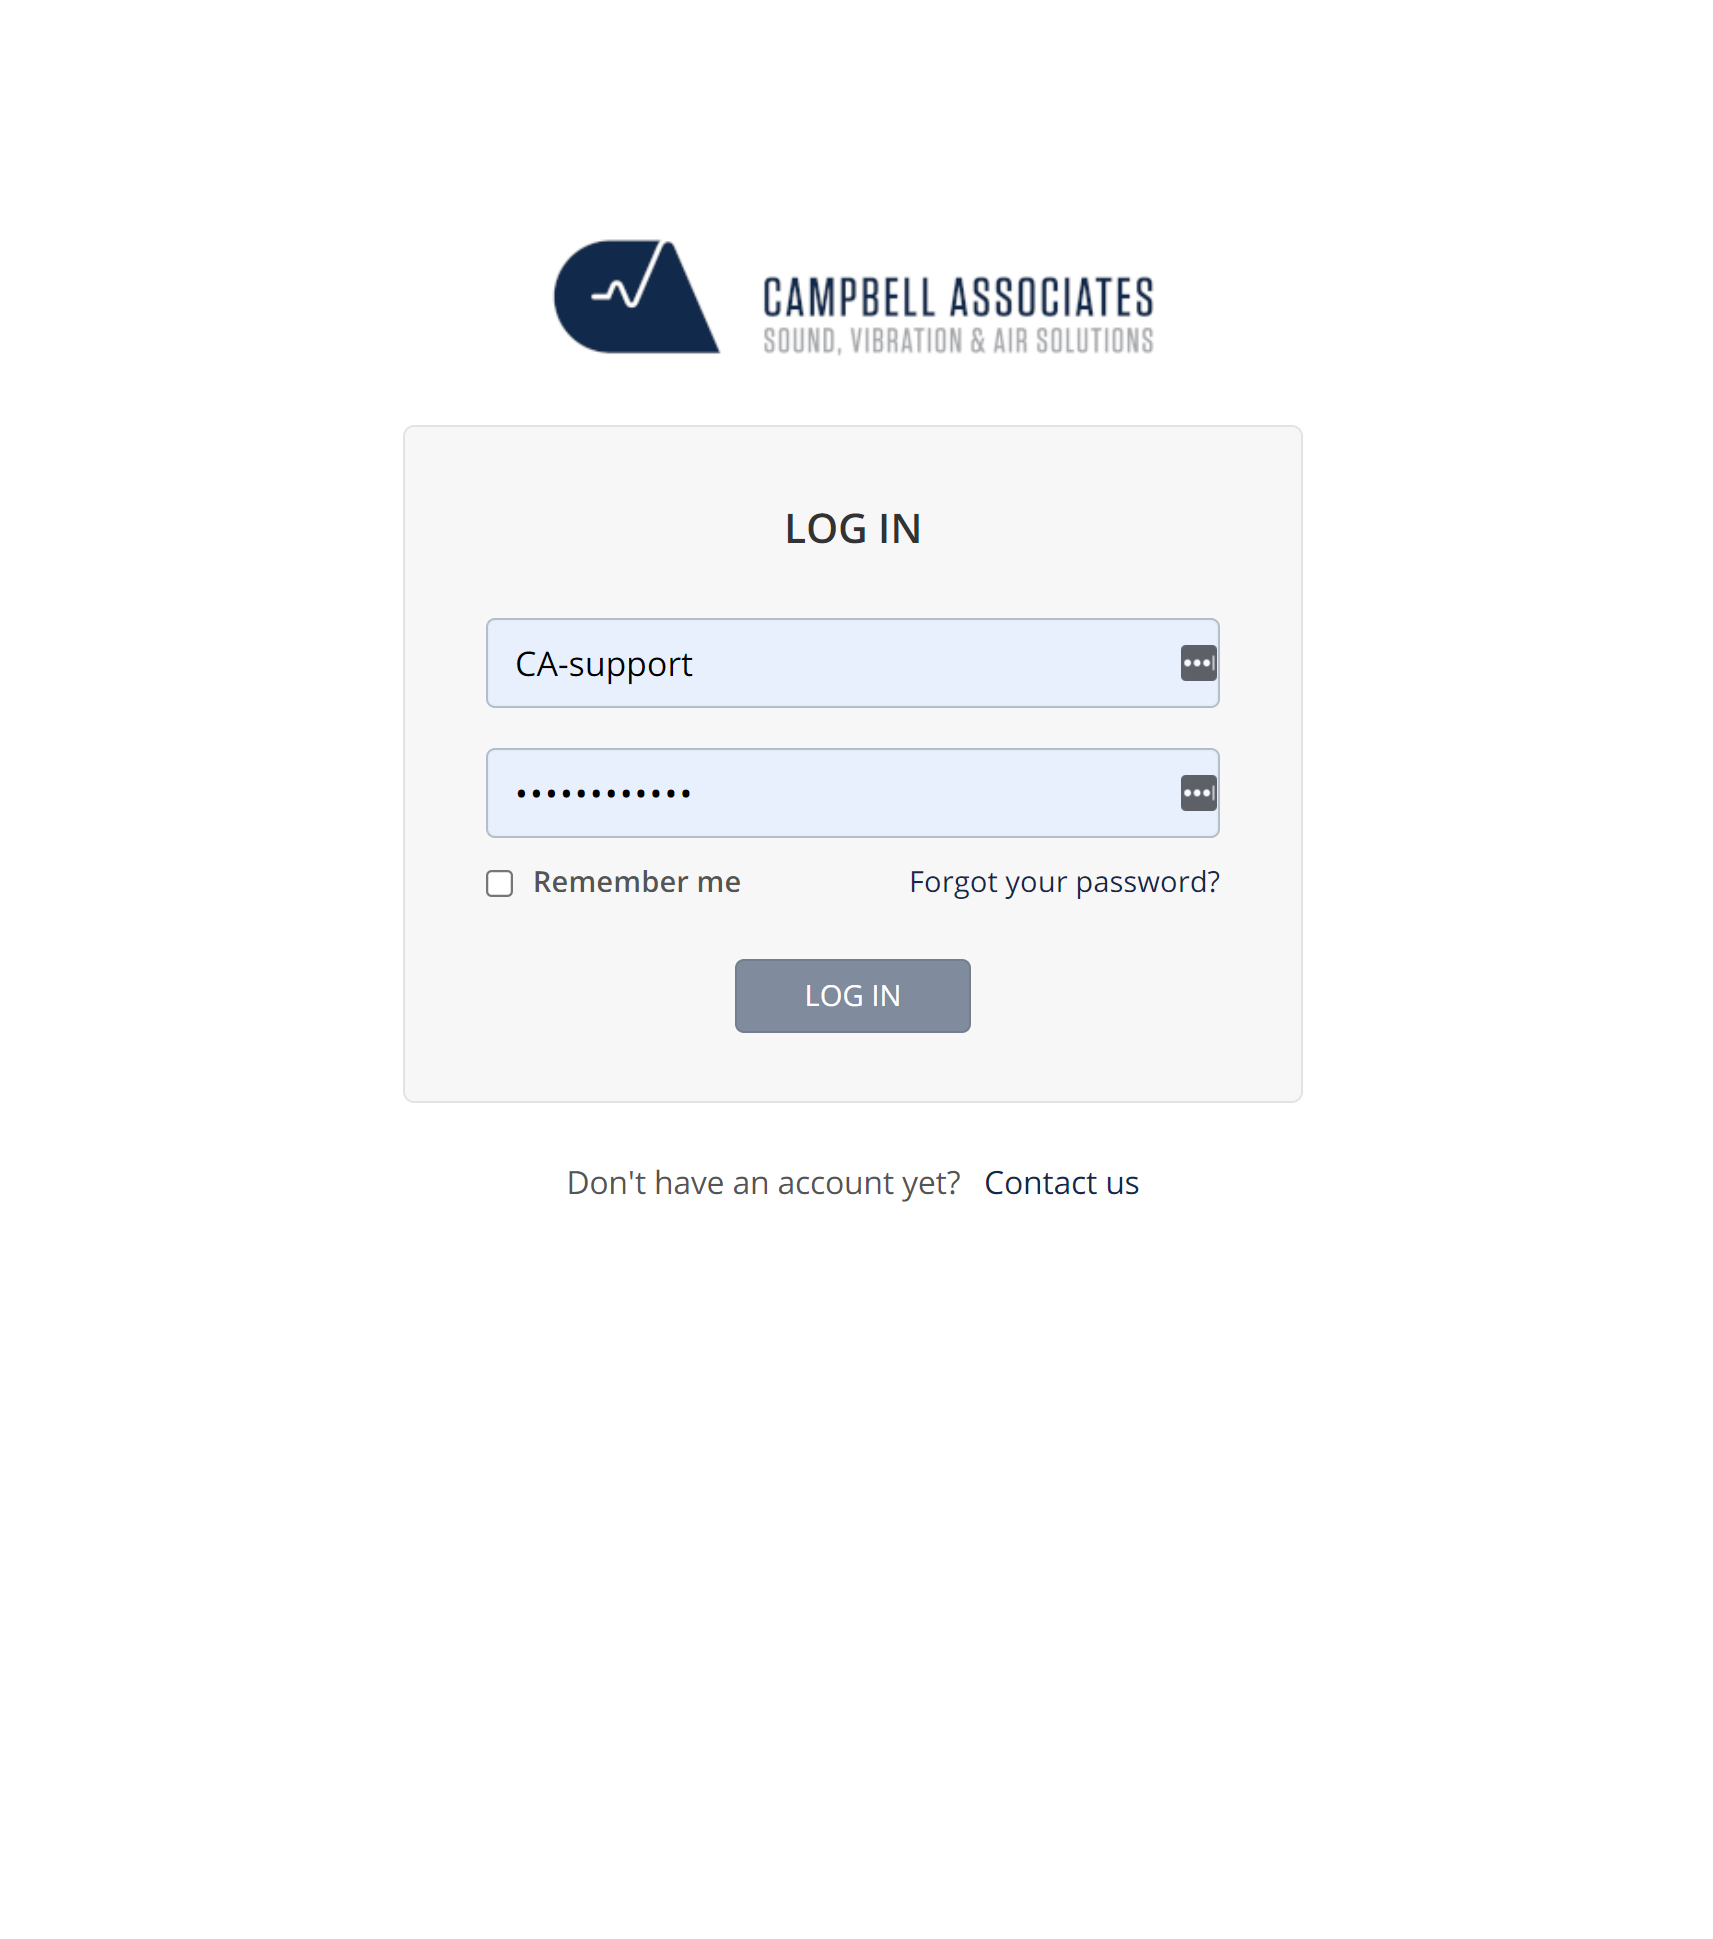 CAMPBELL ASSOCIATES
SOUND, VIBRATION & AIR SOLUTIONS
LOG IN
CA-support
••••••••••••
Remember me
Forgot your password?
LOG IN
Don't have an account yet? Contact us